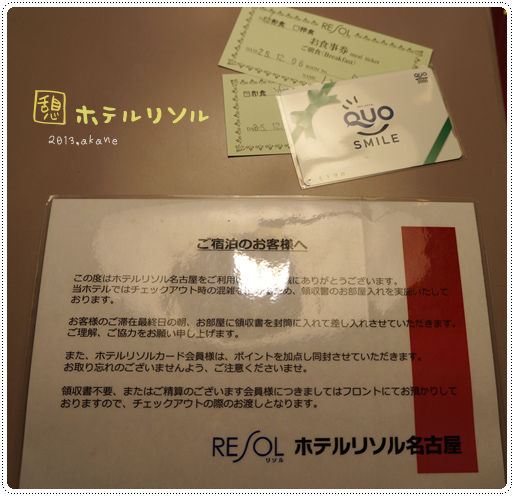 RESOL
お食事券 meal ticket
ご朝食(Breakfast)
25.12.06
憩 ホテルリソル
2013.akane
QUO
QUO
SMILE
ご宿泊のお客様へ
この度はホテルリソル名古屋をご利用 にありがとうございます。
当ホテルではチェックアウト時の混雑 ため、領収書のお部屋入れを実施いたして
おります。
お客様のご滞在最終日の朝、お部屋に領収書を封筒に入れて差し入れさせていただきます。
ご理解、ご協力をお願い申し上げます。
また、ホテルリソルカード会員様は、ポイントを加点し同封させていただきます。
お取り忘れのございませんよう、ご注意くださいませ。
領収書不要、またはご精算のございます会員様につきましてはフロントにてお預かりして
おりますので、チェックアウトの際のお渡しとなります。
RESOL ホテルリソル名古屋
リソル